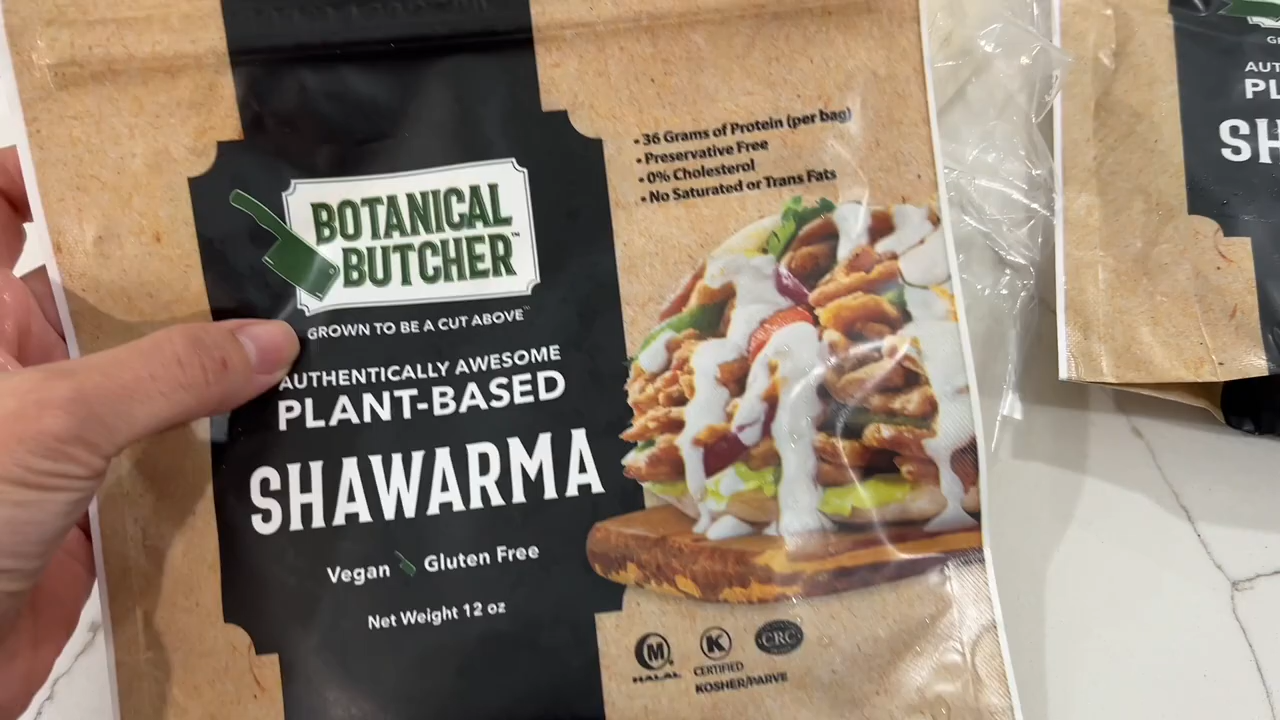 BOTANICAL
BUTCHER™
GROWN TO BE A CUT ABOVE™
AUTHENTICALLY AWESOME
PLANT-BASED
SHAWARMA
Vegan Gluten Free
Net Weight 12 oz
• 36 Grams of Protein (per bag)
• Preservative Free
• 0% Cholesterol
• No Saturated or Trans Fats
M
HALAL
K
CERTIFIED
KOSHER/PARVE
CRC
G
AUT
PL
SH